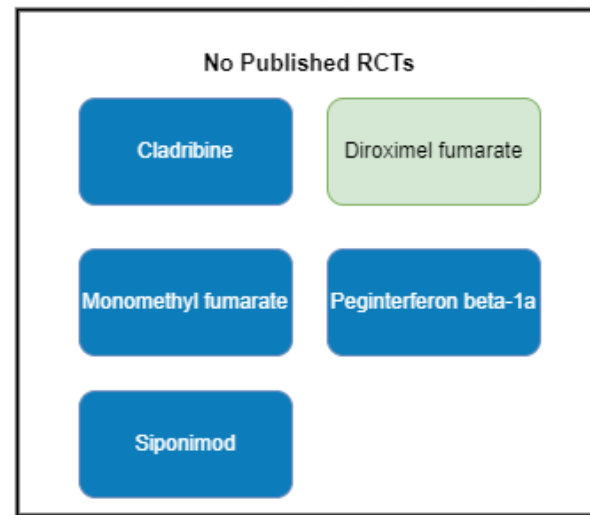 No Published RCTs
Cladribine
Diroximel fumarate
Monomethyl fumarate
Peginterferon beta-1a
Siponimod